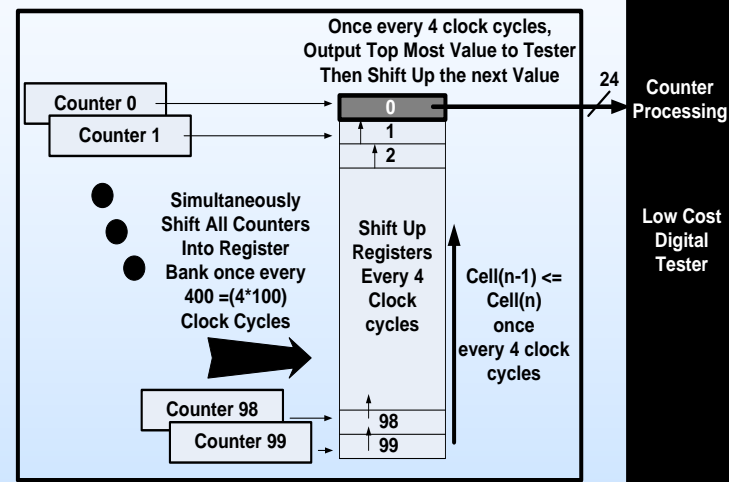 Once every 4 clock cycles,
Output Top Most Value to Tester
Then Shift Up the next Value
24
Counter
Processing
Counter 0
Counter 1
0
1
2
Simultaneously
Shift All Counters
Into Register
Bank once every
400 =(4*100)
Clock Cycles
Shift Up
Registers
Every 4
Clock
cycles
Cell(n-1) <=
Cell(n)
once
every 4 clock
cycles
Low Cost
Digital
Tester
Counter 98
Counter 99
98
99